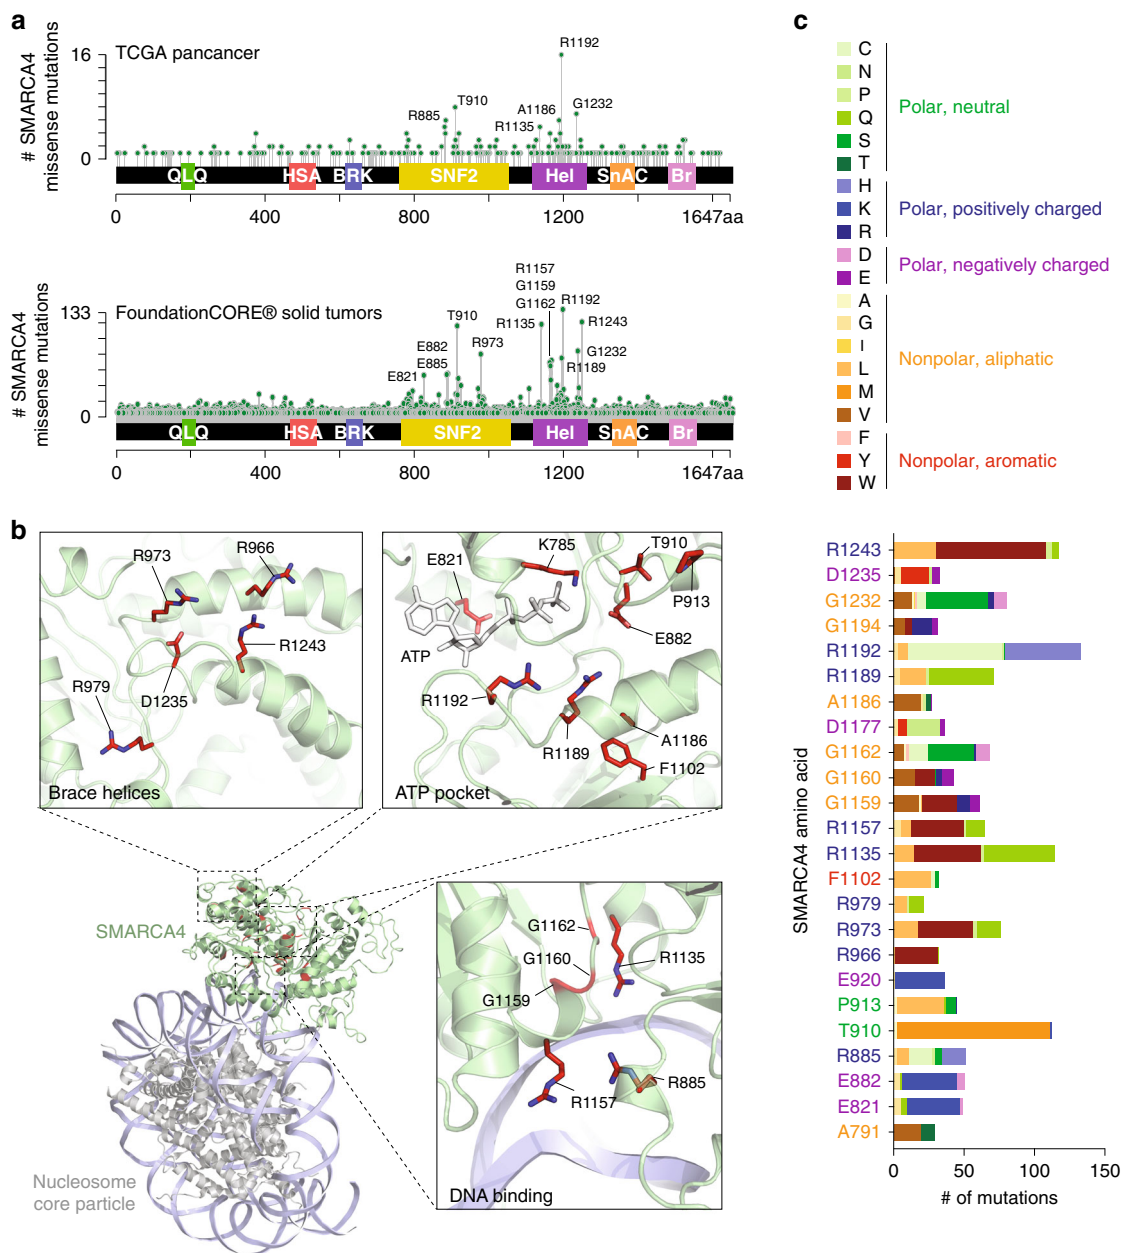 a
# SMARCA4
missense mutations
16
0
TCGA pancancer
R1192
T910
R885
A1186
G1232
R1135
QLQ
HSA
BRK
SNF2
Hel
SnAC
Br
0
400
800
1200
1647aa
# SMARCA4
missense mutations
133
0
FoundationCORE® solid tumors
R1157
G1159
G1162
R1192
T910
R1135
R1243
E882
R973
G1232
E885
R1189
E821
QLQ
HSA
BRK
SNF2
Hel
SnAC
Br
0
400
800
1200
1647aa
b
R973
R966
R1243
D1235
R979
Brace helices
E821
K785
T910
P913
E882
ATP
R1192
R1189
A1186
F1102
ATP pocket
SMARCA4
Nucleosome
core particle
G1162
G1160
R1135
G1159
R885
R1157
DNA binding
c
C
N
P
Q
S
T
Polar, neutral
H
K
R
Polar, positively charged
D
E
Polar, negatively charged
A
G
I
L
M
V
Nonpolar, aliphatic
F
Y
W
Nonpolar, aromatic
SMARCA4 amino acid
R1243
D1235
G1232
G1194
R1192
R1189
A1186
D1177
G1162
G1160
G1159
R1157
R1135
F1102
R979
R973
R966
E920
P913
T910
R885
E882
E821
A791
0
50
100
150
# of mutations